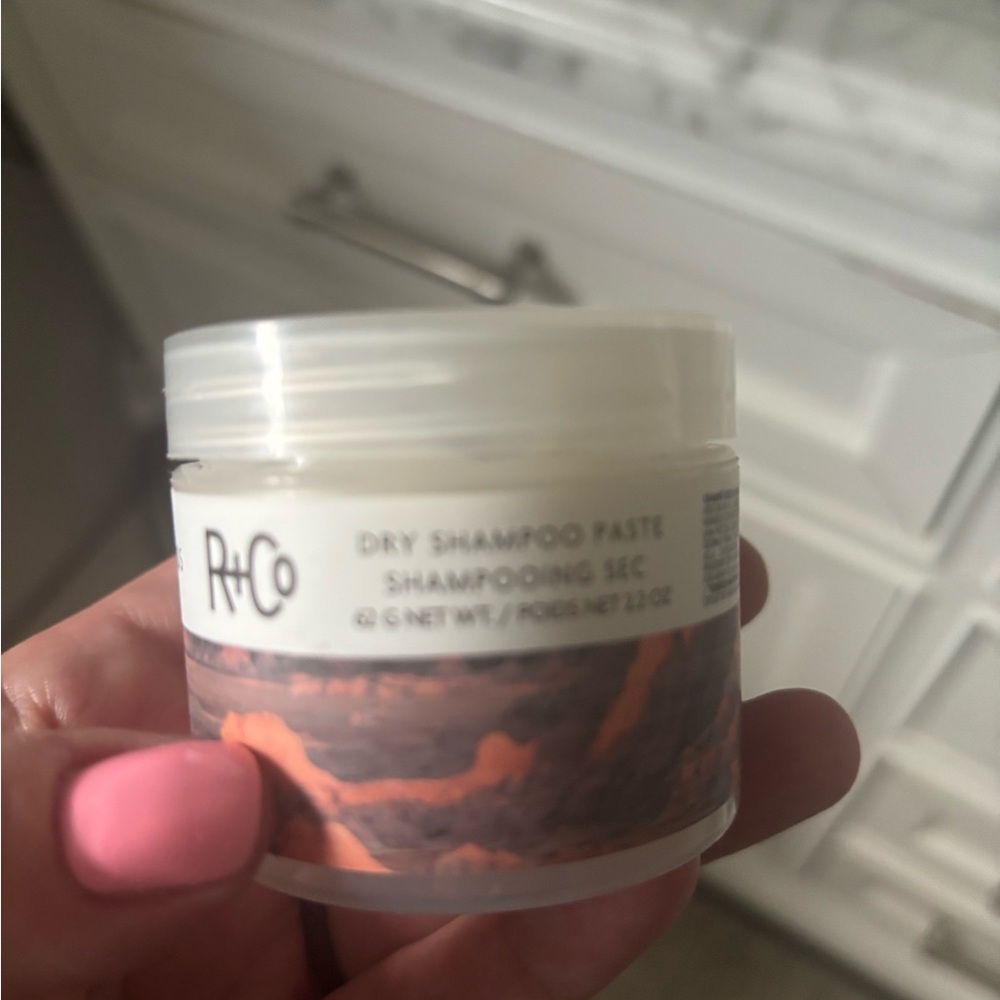 R+Co
DRY SHAMPOO PASTE
SHAMPOOING SEC
62 G NET WT. / POIDS NET 2.2 OZ